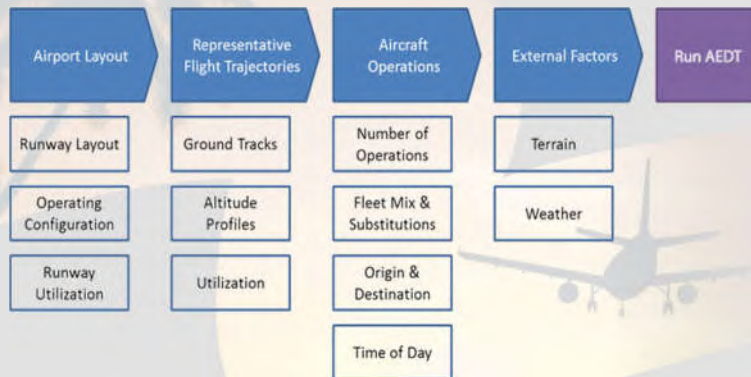 Airport Layout
Representative
Flight Trajectories
Aircraft
Operations
External Factors
Run AEDT
Runway Layout
Operating
Configuration
Runway
Utilization
Ground Tracks
Altitude
Profiles
Utilization
Number of
Operations
Fleet Mix &
Substitutions
Origin &
Destination
Time of Day
Terrain
Weather